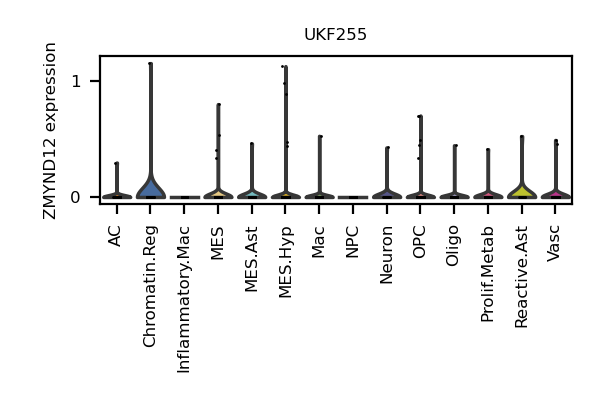 UKF255
ZMYND12 expression
1
0
AC
Chromatin.Reg
Inflammatory.Mac
MES
MES.Ast
MES.Hyp
Mac
NPC
Neuron
OPC
Oligo
Prolif.Metab
Reactive.Ast
Vasc